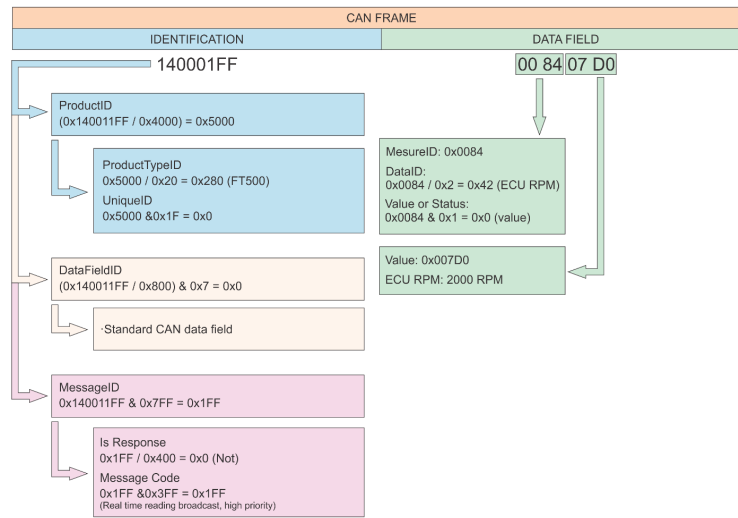 CAN FRAME
IDENTIFICATION
DATA FIELD
140001FF
00 84 07 D0
ProductID
(0x140011FF / 0x4000) = 0x5000
ProductTypeID
0x5000 / 0x20 = 0x280 (FT500)
UniqueID
0x5000 &0x1F = 0x0
DataFieldID
(0x140011FF / 0x800) & 0x7 = 0x0
·Standard CAN data field
MessageID
0x140011FF & 0x7FF = 0x1FF
Is Response
0x1FF / 0x400 = 0x0 (Not)
Message Code
0x1FF &0x3FF = 0x1FF
(Real time reading broadcast, high priority)
MesureID: 0x0084
DataID:
0x0084 / 0x2 = 0x42 (ECU RPM)
Value or Status:
0x0084 & 0x1 = 0x0 (value)
Value: 0x007D0
ECU RPM: 2000 RPM